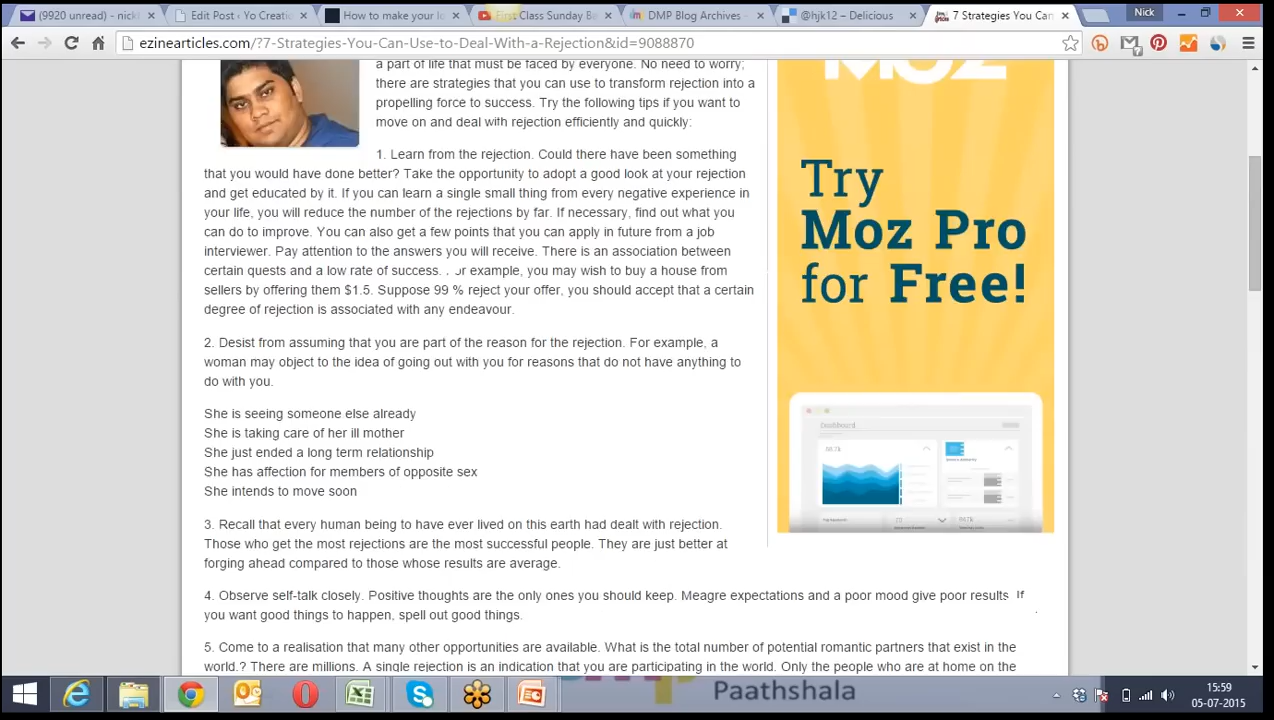 (9920 unread) - nickl
Edit Post ‹ Yo Creation
How to make your lo
First Class Sunday Ba
DMP Blog Archives -
@hjk12 – Delicious
7 Strategies You Can
Nick
ezinearticles.com/?7-Strategies-You-Can-Use-to-Deal-With-a-Rejection&id=9088870
a part of life that must be faced by everyone. No need to worry;
there are strategies that you can use to transform rejection into a
propelling force to success. Try the following tips if you want to
move on and deal with rejection efficiently and quickly:
1. Learn from the rejection. Could there have been something
that you would have done better? Take the opportunity to adopt a good look at your rejection
and get educated by it. If you can learn a single small thing from every negative experience in
your life, you will reduce the number of the rejections by far. If necessary, find out what you
can do to improve. You can also get a few points that you can apply in future from a job
interviewer. Pay attention to the answers you will receive. There is an association between
certain quests and a low rate of success. or example, you may wish to buy a house from
sellers by offering them $1.5. Suppose 99 % reject your offer, you should accept that a certain
degree of rejection is associated with any endeavour.
2. Desist from assuming that you are part of the reason for the rejection. For example, a
woman may object to the idea of going out with you for reasons that do not have anything to
do with you.
She is seeing someone else already
She is taking care of her ill mother
She just ended a long term relationship
She has affection for members of opposite sex
She intends to move soon
3. Recall that every human being to have ever lived on this earth had dealt with rejection.
Those who get the most rejections are the most successful people. They are just better at
forging ahead compared to those whose results are average.
4. Observe self-talk closely. Positive thoughts are the only ones you should keep. Meagre expectations and a poor mood give poor results If
you want good things to happen, spell out good things.
5. Come to a realisation that many other opportunities are available. What is the total number of potential romantic partners that exist in the
world.? There are millions. A single rejection is an indication that you are participating in the world. Only the people who are at home on the
MOZ
Try
Moz Pro
for Free!
Dashboard
Paathshala
15:59
05-07-2015